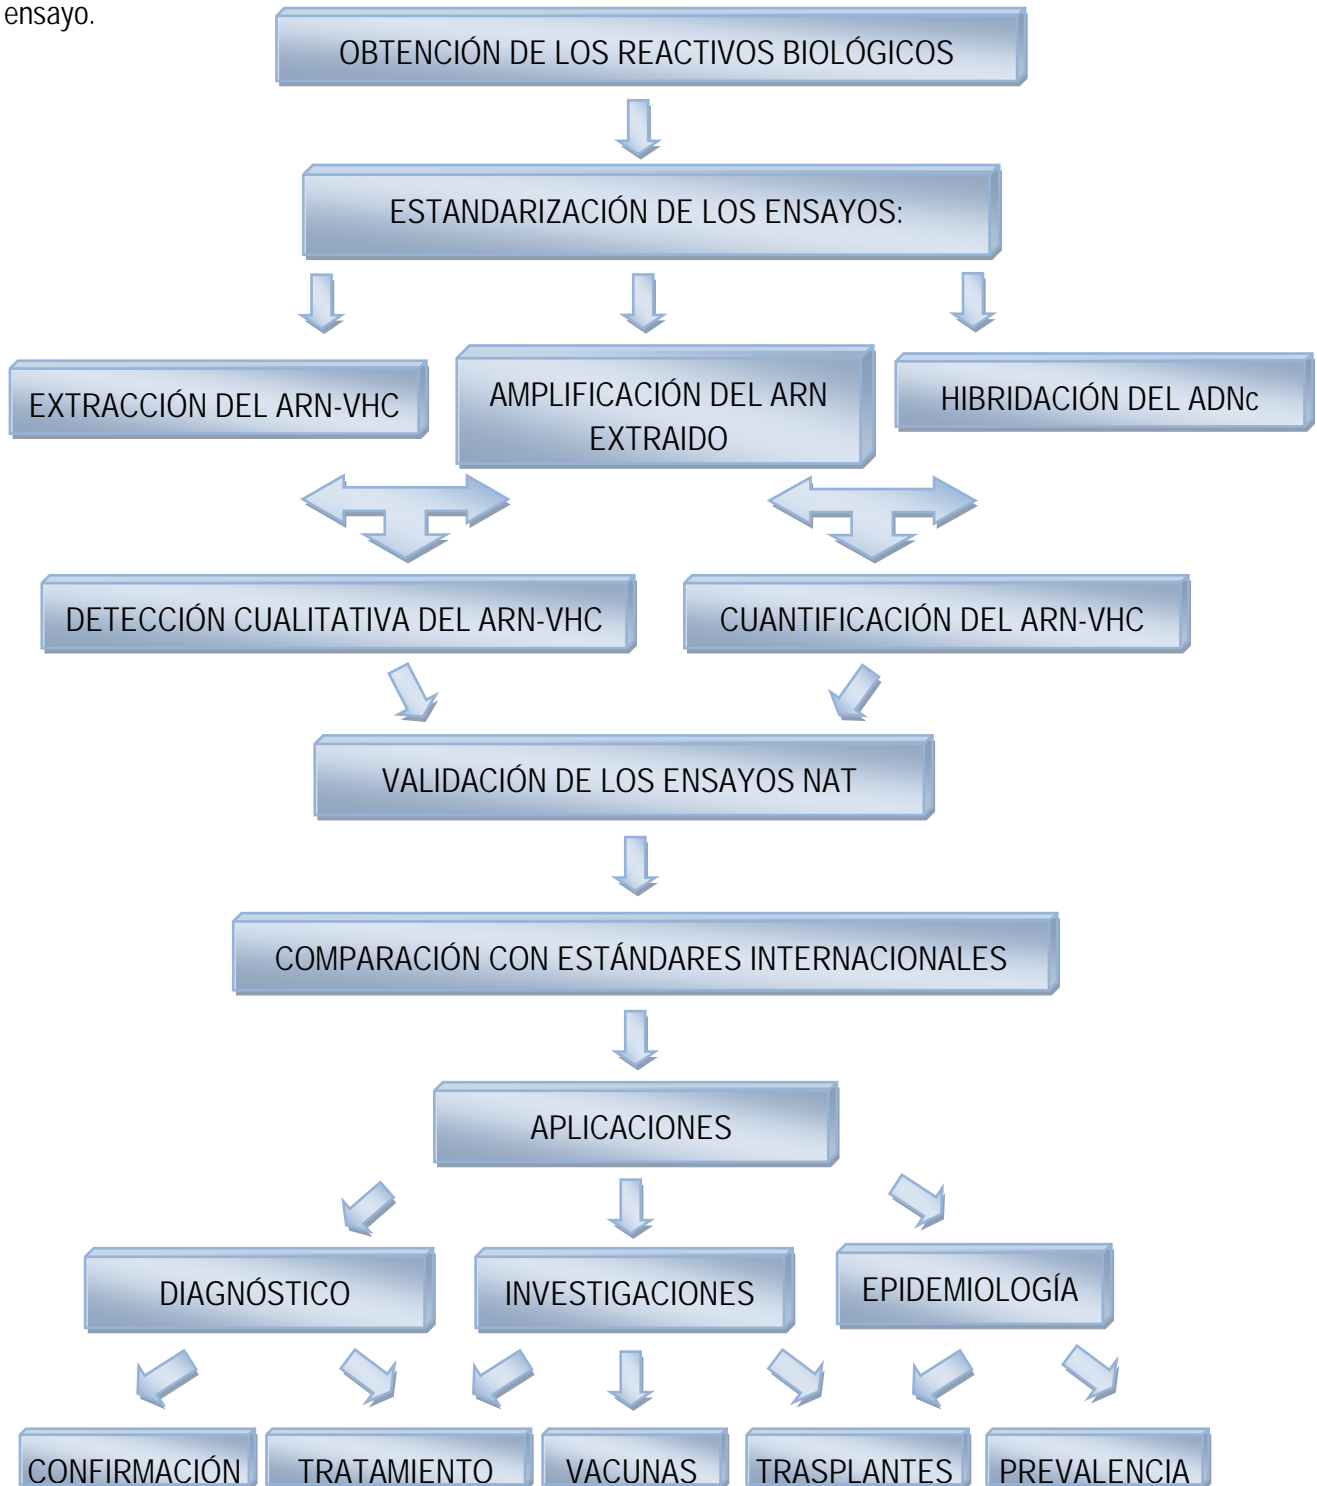 ensayo.
OBTENCIÓN DE LOS REACTIVOS BIOLÓGICOS
ESTANDARIZACIÓN DE LOS ENSAYOS:
EXTRACCIÓN DEL ARN-VHC
AMPLIFICACIÓN DEL ARN
EXTRAIDO
HIBRIDACIÓN DEL ADNc
DETECCIÓN CUALITATIVA DEL ARN-VHC
CUANTIFICACIÓN DEL ARN-VHC
VALIDACIÓN DE LOS ENSAYOS NAT
COMPARACIÓN CON ESTÁNDARES INTERNACIONALES
APLICACIONES
DIAGNÓSTICO
INVESTIGACIONES
EPIDEMIOLOGÍA
CONFIRMACIÓN
TRATAMIENTO
VACUNAS
TRASPLANTES
PREVALENCIA